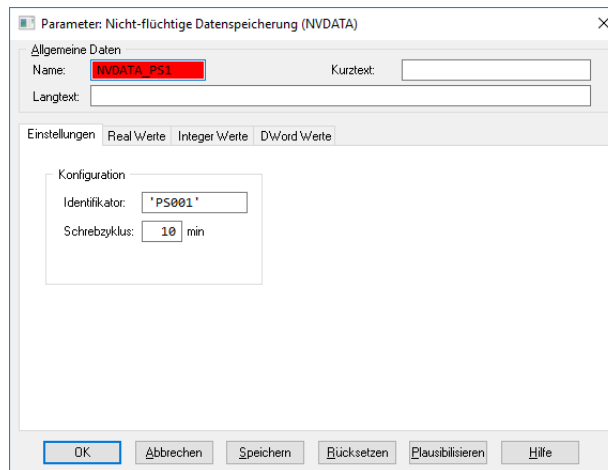 Parameter: Nicht-flüchtige Datenspeicherung (NVDATA)
Allgemeine Daten
Name: NVDATA_PS1 Kurztext:
Langtext:
Einstellungen Real Werte Integer Werte DWord Werte
Konfiguration
Identifikator: 'PS001'
Schrebzyklus: 10 min
OK Abbrechen Speichern Rücksetzen Plausibilisieren Hilfe